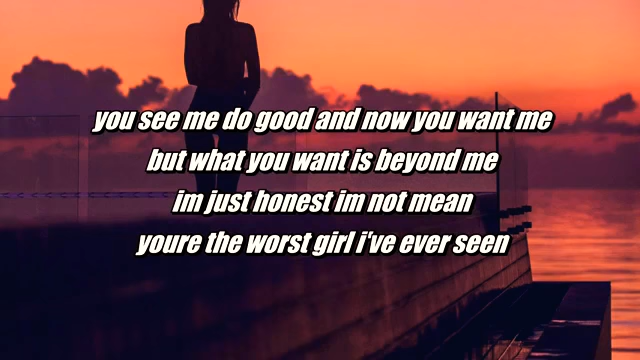 you see me do good and now you want me
but what you want is beyond me
im just honest im not mean
youre the worst girl i've ever seen